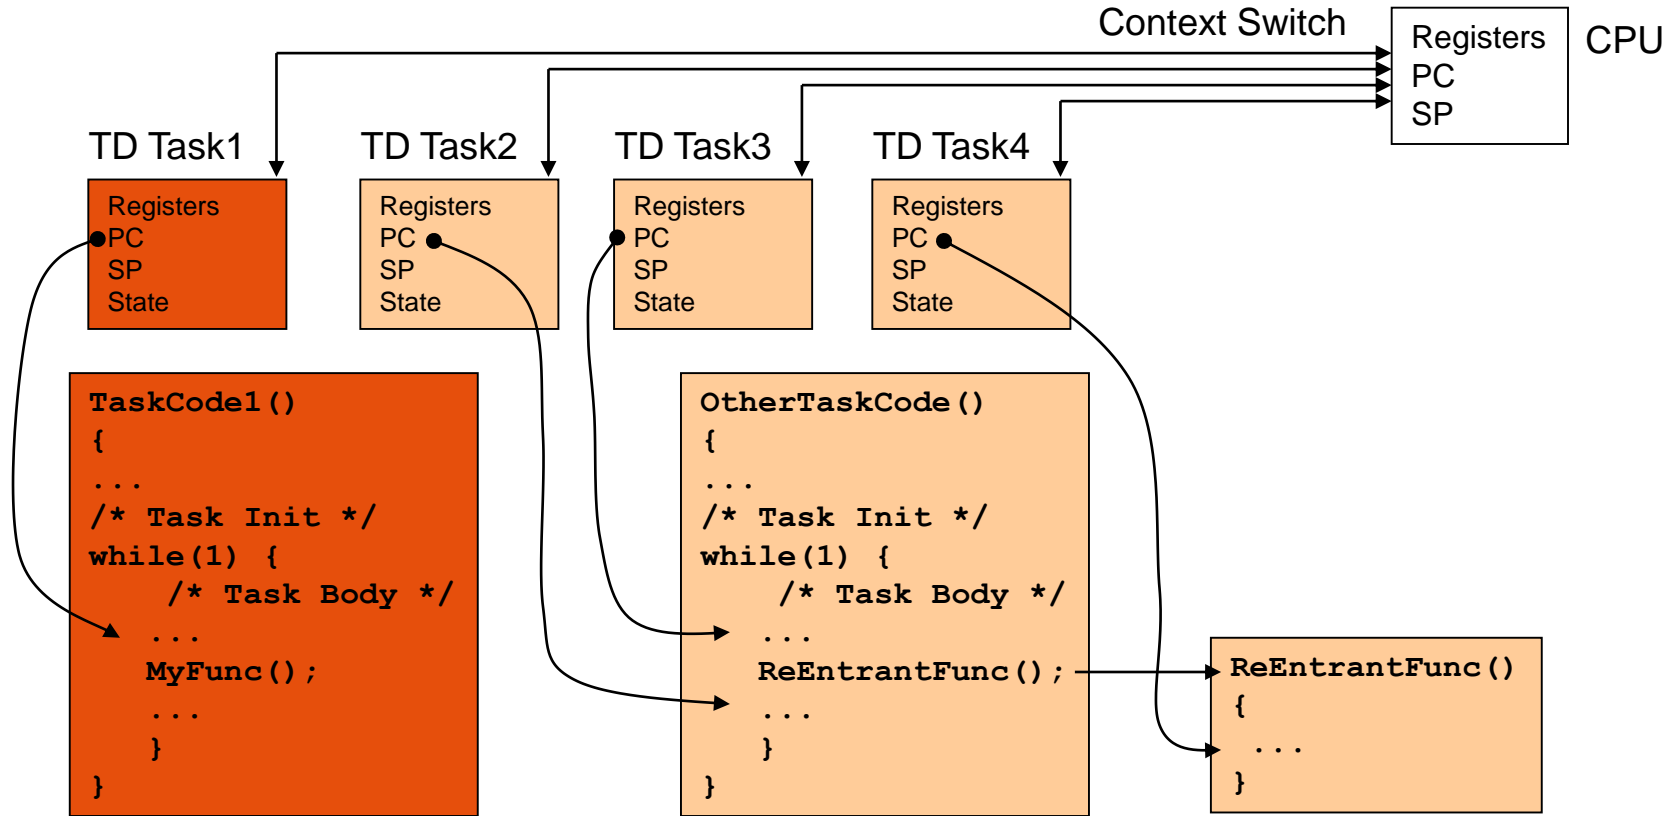 Context Switch
Registers
PC
SP
CPU
TD Task1
TD Task2
TD Task3
TD Task4
Registers
PC
SP
State
Registers
PC
SP
State
Registers
PC
SP
State
Registers
PC
SP
State
TaskCode1()
{
...
/* Task Init */
while(1) {
/* Task Body */
...
MyFunc();
...
}
}
OtherTaskCode()
{
...
/* Task Init */
while(1) {
/* Task Body */
...
ReEntrantFunc();
...
}
}
ReEntrantFunc()
{
...
}